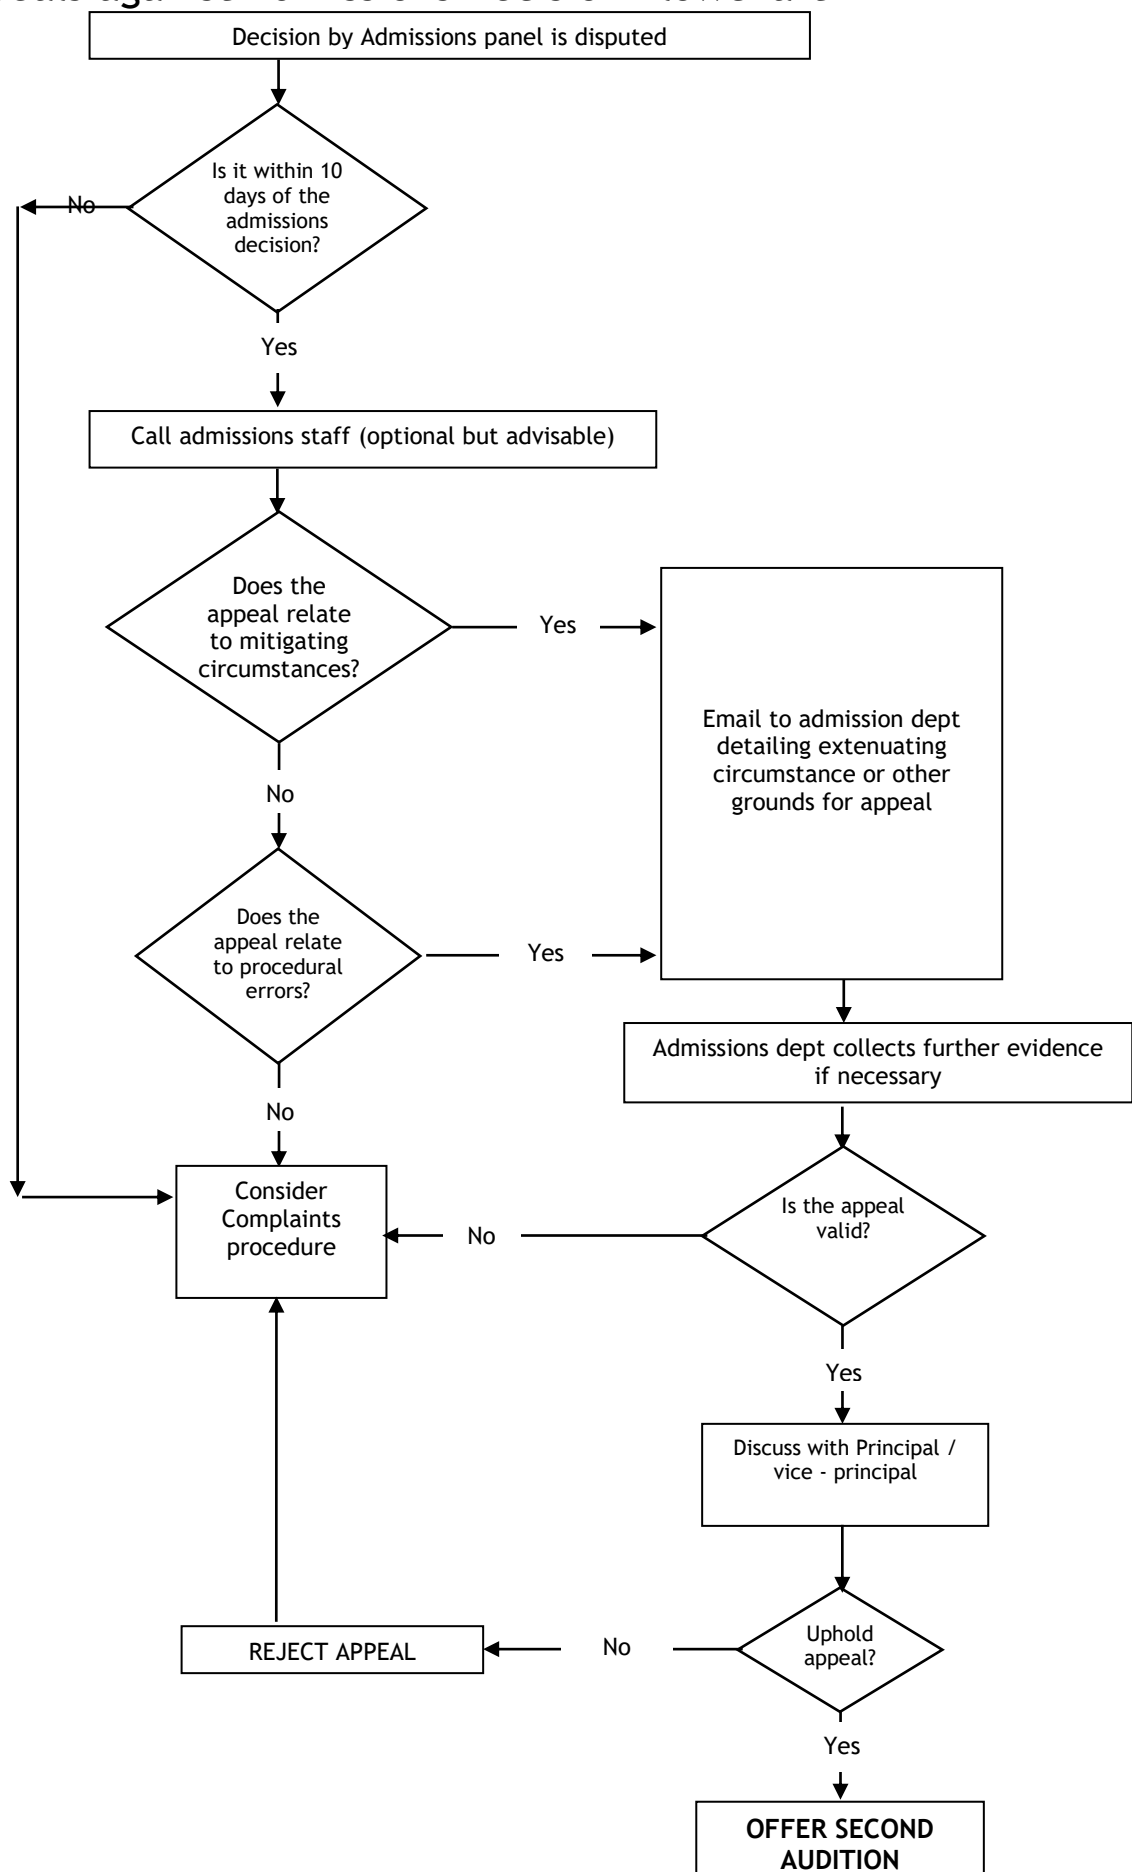 Decision by Admissions panel is disputed
Is it within 10
days of the
admissions
decision?
No
Yes
Call admissions staff (optional but advisable)
Does the
appeal relate
to mitigating
circumstances?
Yes
Email to admission dept
detailing extenuating
circumstance or other
grounds for appeal
No
Does the
appeal relate
to procedural
errors?
Yes
Admissions dept collects further evidence
if necessary
No
Consider
Complaints
procedure
Is the appeal
valid?
No
Yes
Discuss with Principal /
vice - principal
Uphold
appeal?
No
REJECT APPEAL
Yes
OFFER SECOND
AUDITION